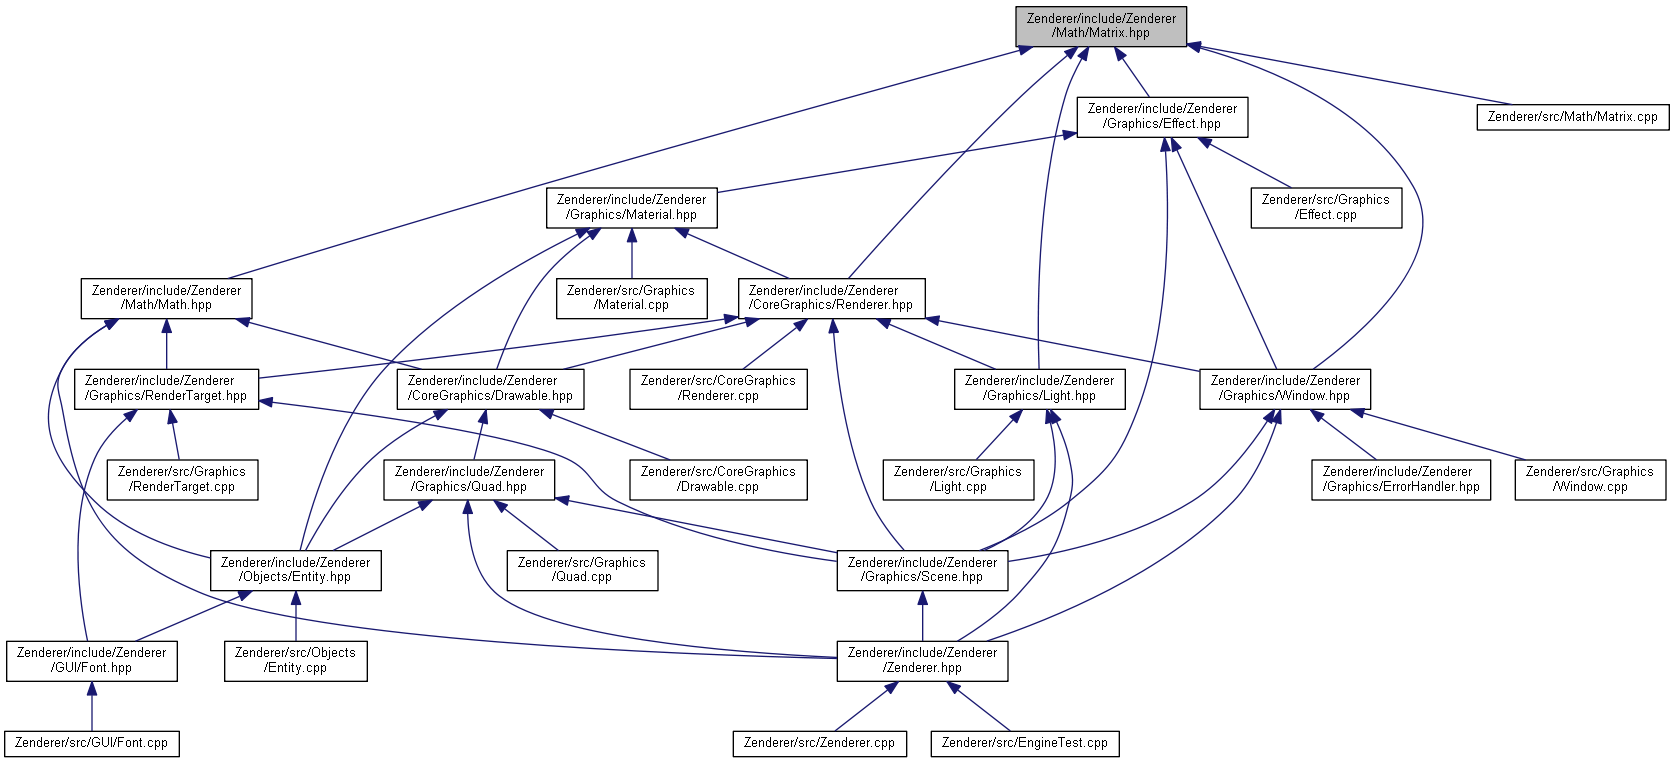 Zenderer/include/Zenderer
/Math/Matrix.hpp
Zenderer/include/Zenderer
/Graphics/Effect.hpp
Zenderer/src/Math/Matrix.cpp
Zenderer/include/Zenderer
/Graphics/Material.hpp
Zenderer/src/Graphics
/Effect.cpp
Zenderer/include/Zenderer
/Math/Math.hpp
Zenderer/src/Graphics
/Material.cpp
Zenderer/include/Zenderer
/CoreGraphics/Renderer.hpp
Zenderer/include/Zenderer
/Graphics/RenderTarget.hpp
Zenderer/include/Zenderer
/CoreGraphics/Drawable.hpp
Zenderer/src/CoreGraphics
/Renderer.cpp
Zenderer/include/Zenderer
/Graphics/Light.hpp
Zenderer/include/Zenderer
/Graphics/Window.hpp
Zenderer/src/Graphics
/RenderTarget.cpp
Zenderer/include/Zenderer
/Graphics/Quad.hpp
Zenderer/src/CoreGraphics
/Drawable.cpp
Zenderer/src/Graphics
/Light.cpp
Zenderer/include/Zenderer
/Graphics/ErrorHandler.hpp
Zenderer/src/Graphics
/Window.cpp
Zenderer/include/Zenderer
/Objects/Entity.hpp
Zenderer/src/Graphics
/Quad.cpp
Zenderer/include/Zenderer
/Graphics/Scene.hpp
Zenderer/include/Zenderer
/GUI/Font.hpp
Zenderer/src/Objects
/Entity.cpp
Zenderer/include/Zenderer
/Zenderer.hpp
Zenderer/src/GUI/Font.cpp
Zenderer/src/Zenderer.cpp
Zenderer/src/EngineTest.cpp